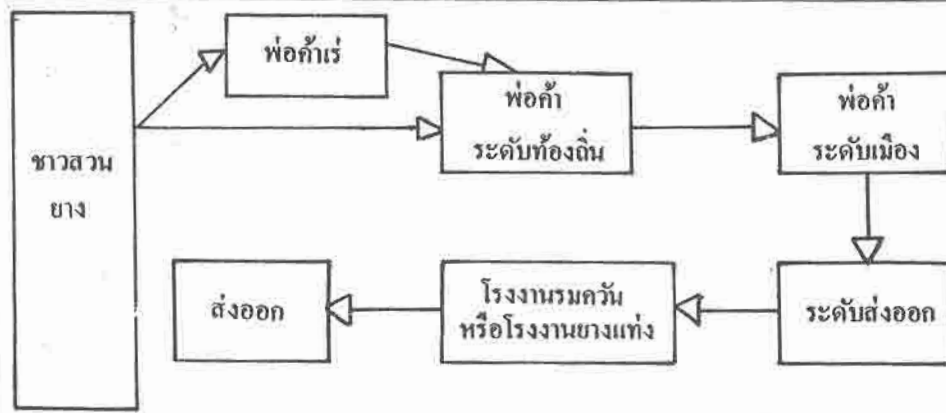 ชาวสวน
ยาง
พ่อค้าเร่
พ่อค้า
ระดับท้องถิ่น
พ่อค้า
ระดับเมือง
ระดับส่งออก
โรงงานรมควัน
หรือโรงงานยางแท่ง
ส่งออก